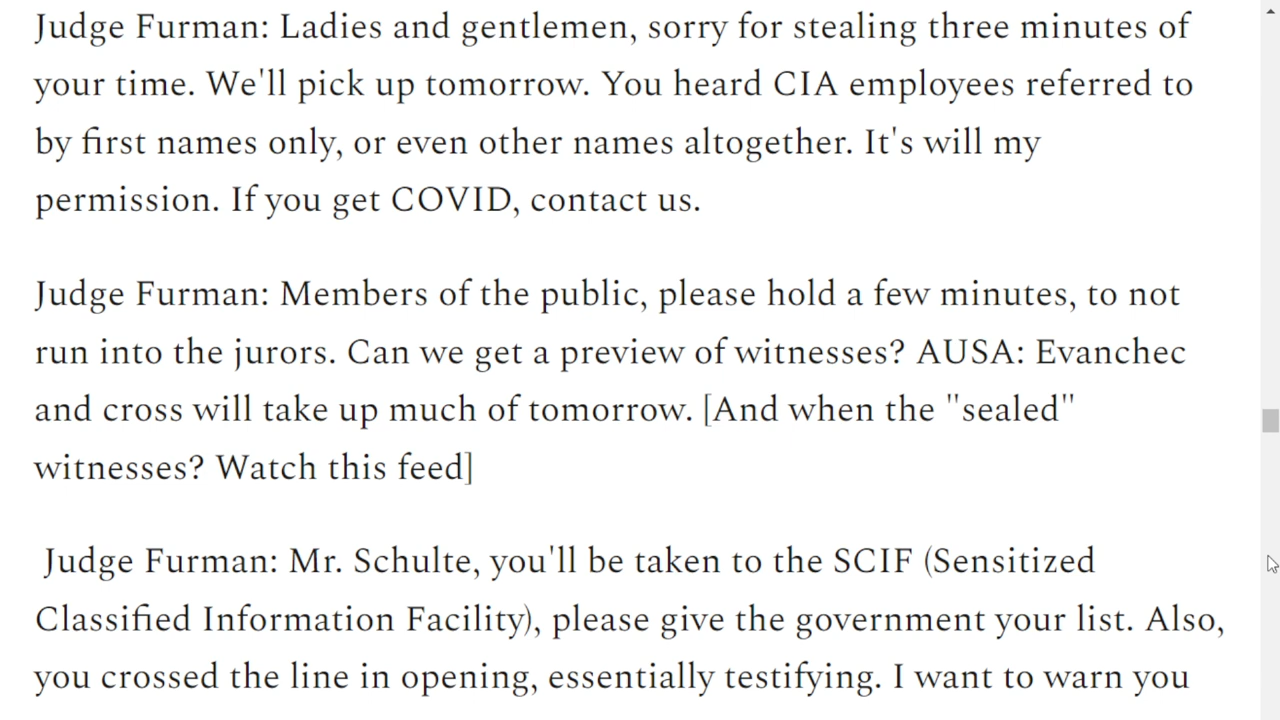 Judge Furman: Ladies and gentlemen, sorry for stealing three minutes of
your time. We'll pick up tomorrow. You heard CIA employees referred to
by first names only, or even other names altogether. It's will my
permission. If you get COVID, contact us.
Judge Furman: Members of the public, please hold a few minutes, to not
run into the jurors. Can we get a preview of witnesses? AUSA: Evanchec
and cross will take up much of tomorrow. [And when the "sealed"
witnesses? Watch this feed]
Judge Furman: Mr. Schulte, you'll be taken to the SCIF (Sensitized
Classified Information Facility), please give the government your list. Also,
you crossed the line in opening, essentially testifying. I want to warn you